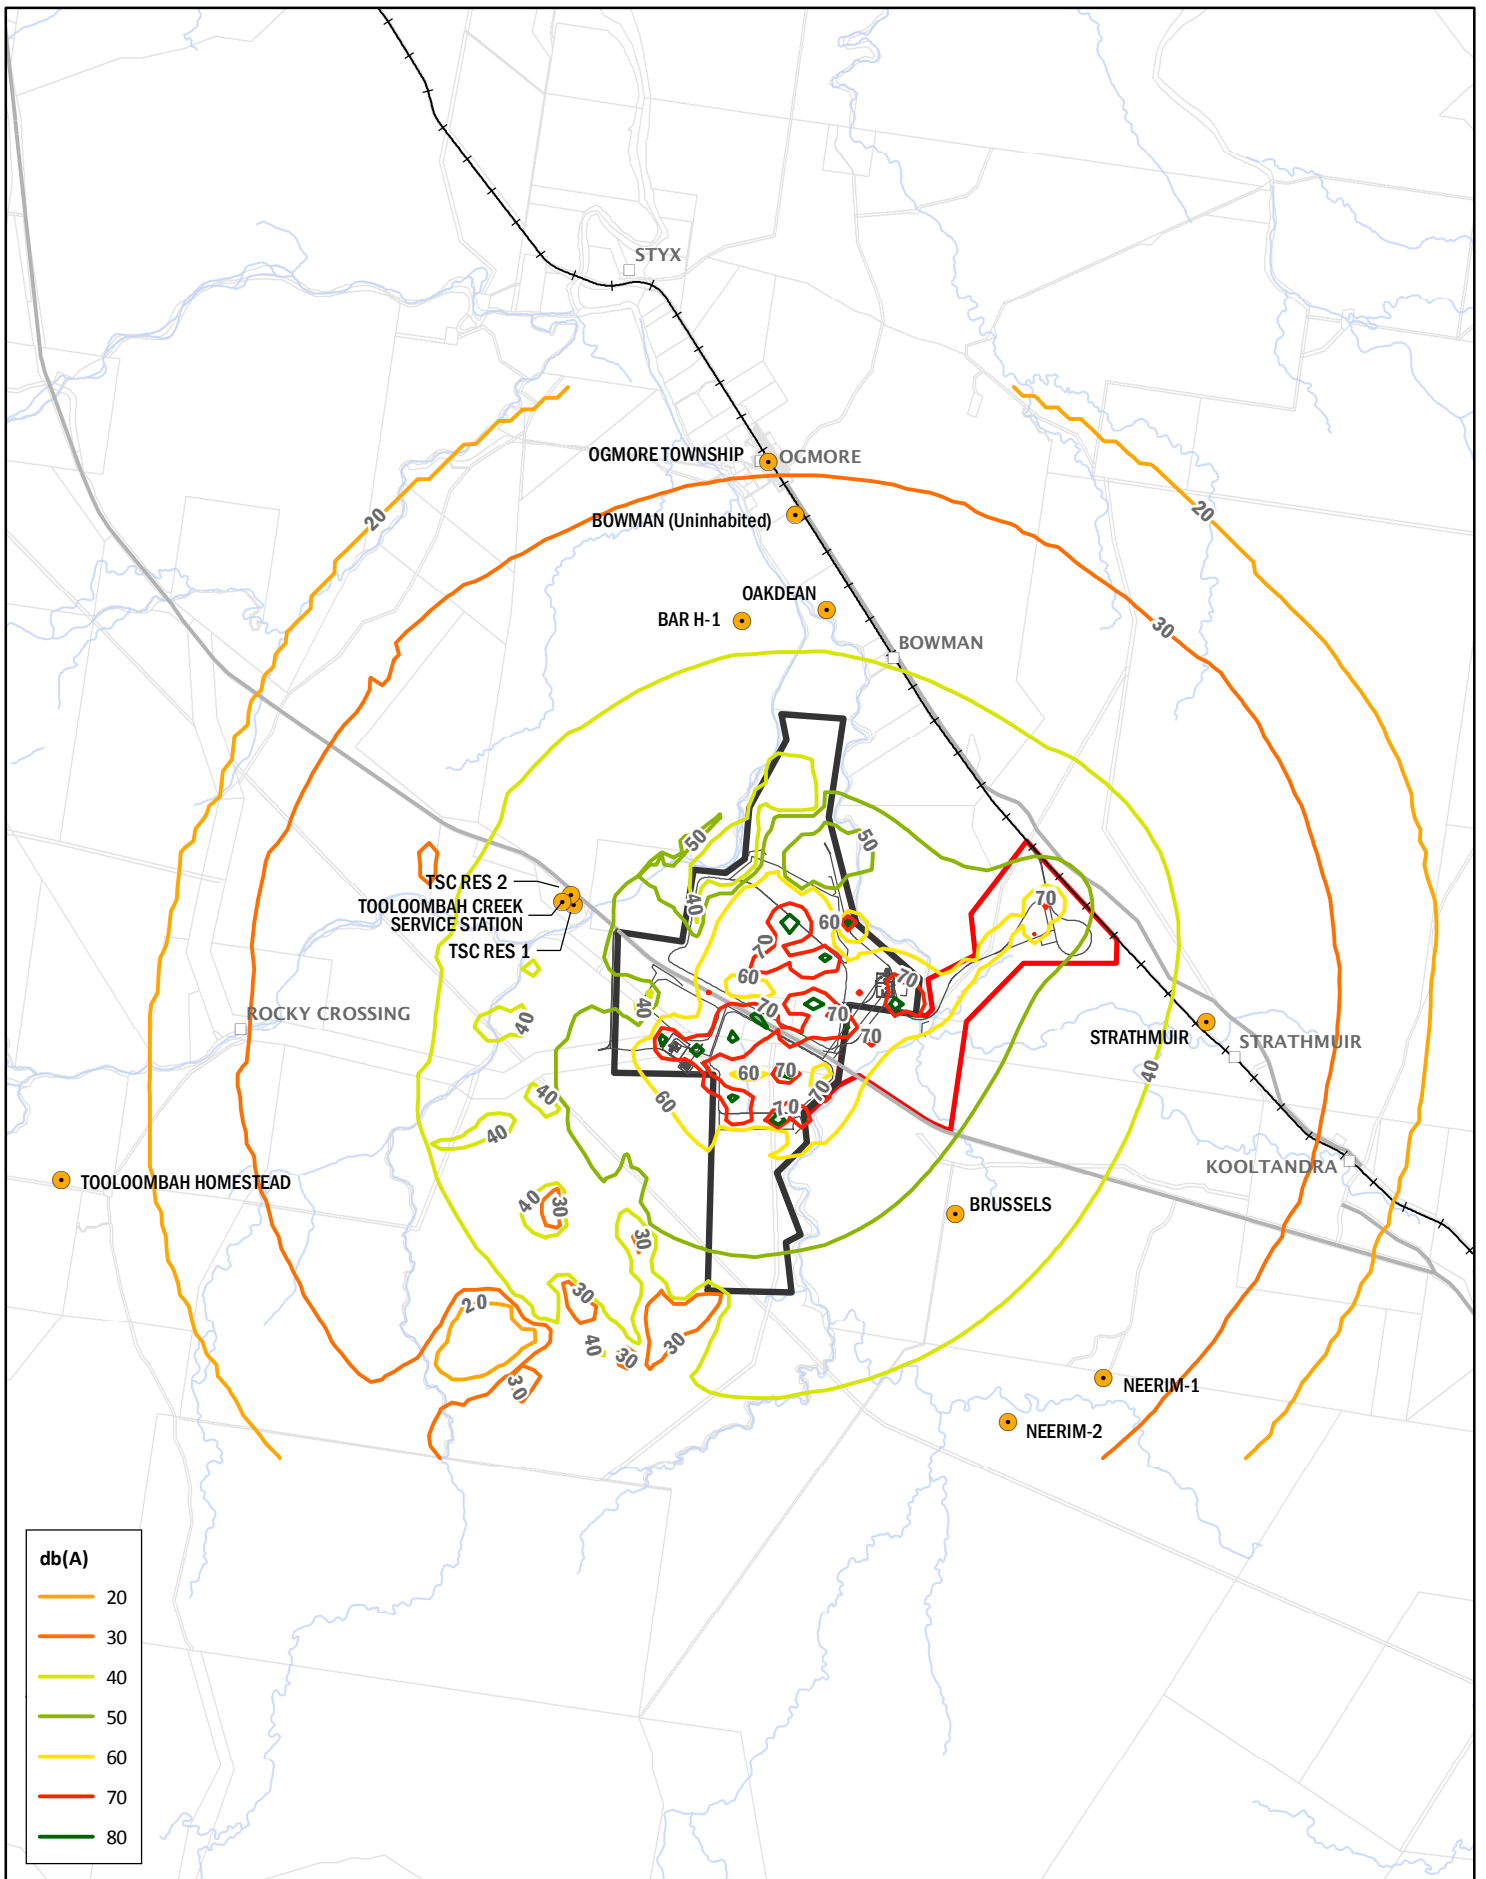 STYX
OGMORE TOWNSHIP
OGMORE
20
20
BOWMAN (Uninhabited)
OAKDEAN
BAR H-1
30
BOWMAN
50
50
TSC RES 2
TOOLOOMBAH CREEK
SERVICE STATION
TSC RES 1
40
60
70
70
60
70
40
70
70
70
ROCKY CROSSING
40
STRATHMUIR
STRATHMUIR
60
70
70
40
40
60
70
40
KOOLTANDRA
TOOLOOMBAH HOMESTEAD
40
30
BRUSSELS
30
30
20
40
30
30
30
NEERIM-1
NEERIM-2
db(A)
20
30
40
50
60
70
80